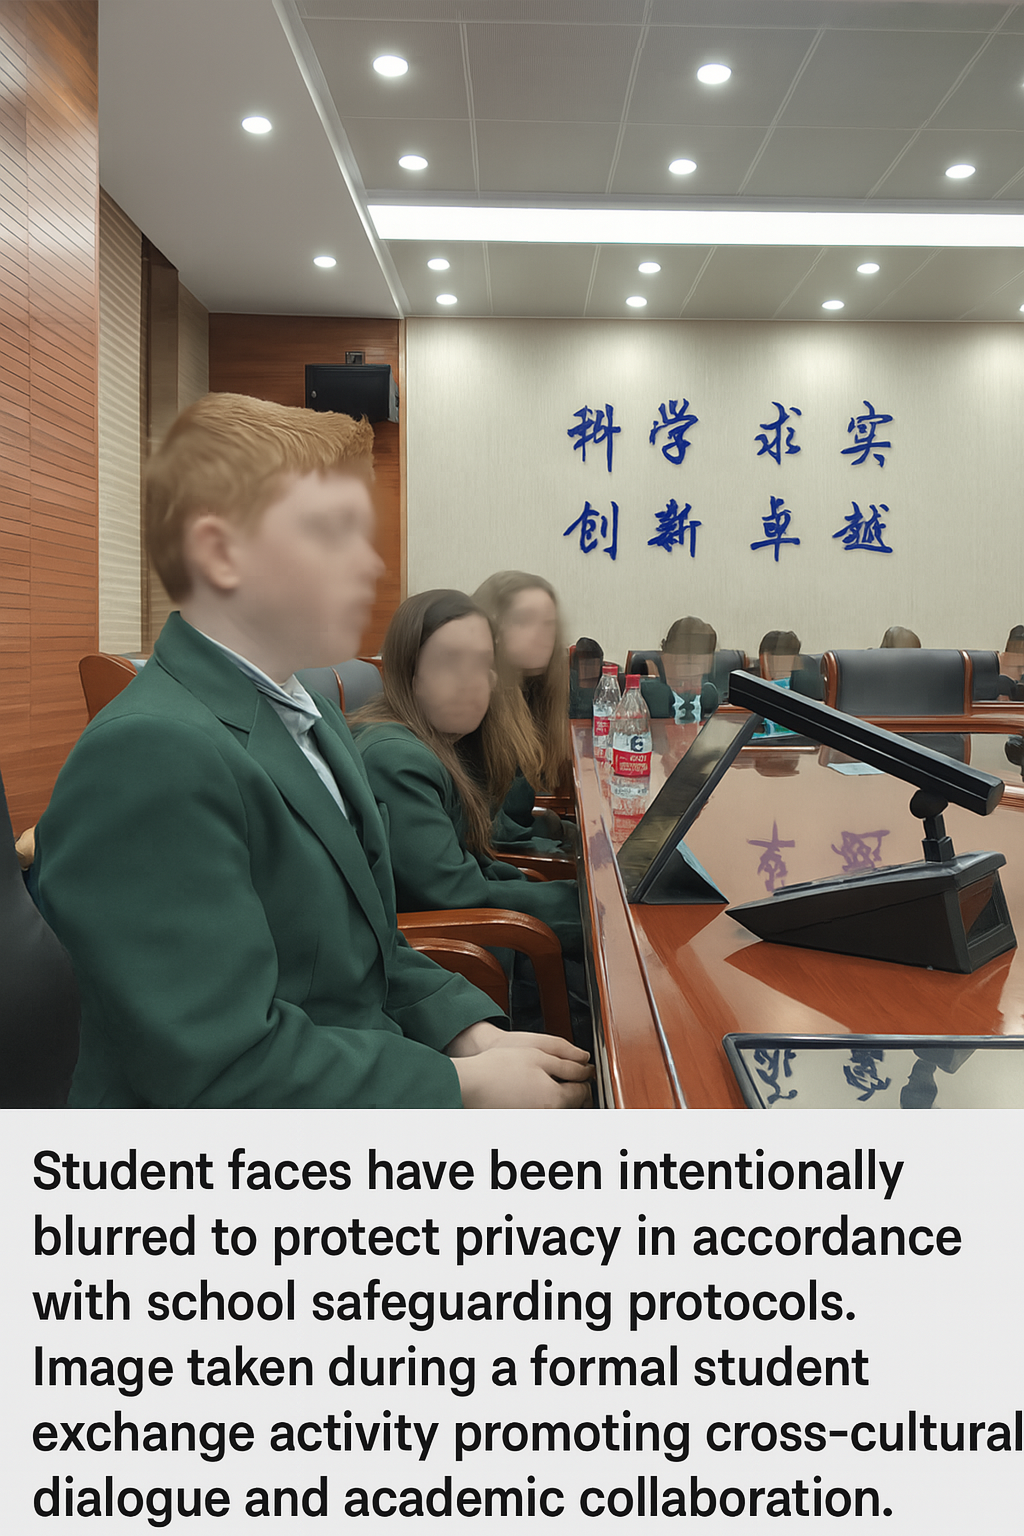 科学 求实
创新 卓越
Student faces have been intentionally
blurred to protect privacy in accordance
with school safeguarding protocols.
Image taken during a formal student
exchange activity promoting cross-cultural
dialogue and academic collaboration.